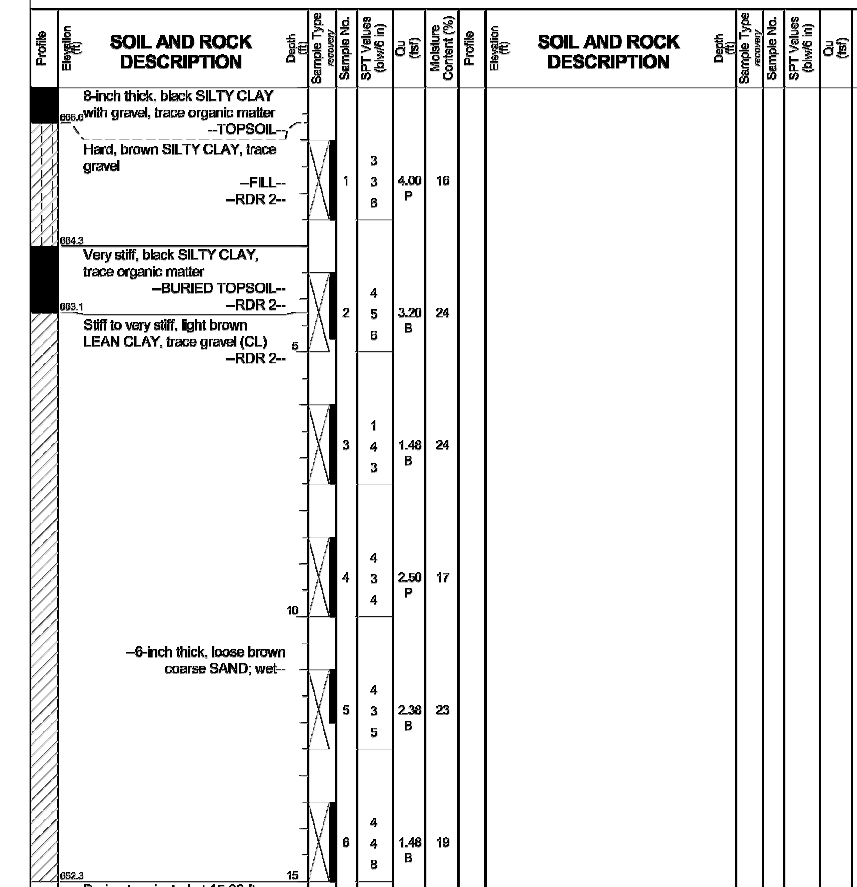 Profile
Elevation
(ft)
SOIL AND ROCK
DESCRIPTION
Depth
(ft)
Sample Type
recovery
Sample No.
SPT Values
(blw/6 in)
Qu
(tsf)
Moisture
Content (%)
Profile
Elevation
(ft)
SOIL AND ROCK
DESCRIPTION
Depth
(ft)
Sample Type
recovery
Sample No.
SPT Values
(blw/6 in)
Qu
(tsf)
8-inch thick, black SILTY CLAY
with gravel, trace organic matter
--TOPSOIL--
Hard, brown SILTY CLAY, trace
gravel
--FILL--
--RDR 2--
1
3
3
6
4.00
P
16
664.3
Very stiff, black SILTY CLAY,
trace organic matter
--BURIED TOPSOIL--
--RDR 2--
663.1
2
4
5
6
3.20
B
24
Stiff to very stiff, light brown
LEAN CLAY, trace gravel (CL)
--RDR 2--
5
3
1
4
3
1.48
B
24
4
4
3
4
2.50
P
17
10
--6-inch thick, loose brown
coarse SAND; wet--
5
4
3
5
2.38
B
23
6
4
4
8
1.48
B
19
652.3
15